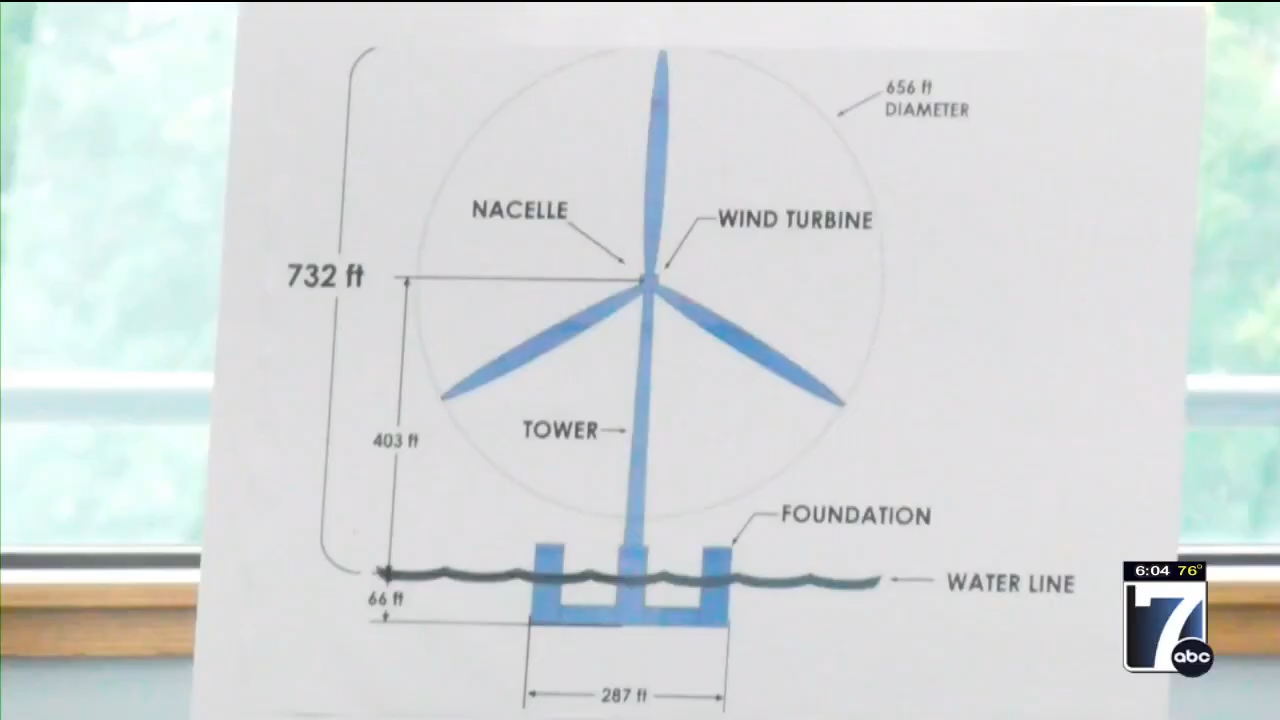 656 ft
DIAMETER
NACELLE
WIND TURBINE
732 ft
403 ft
TOWER
FOUNDATION
WATER LINE
66 ft
287 ft
6:04 76°
7
abc